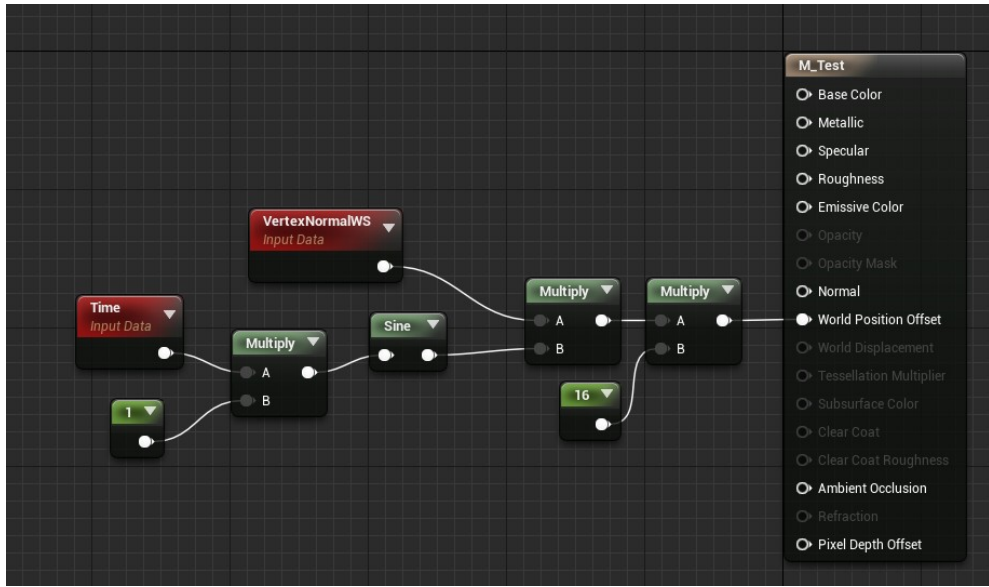 M_Test
Base Color
Metallic
Specular
Roughness
Emissive Color
Opacity
Opacity Mask
Normal
World Position Offset
World Displacement
Tessellation Multiplier
Subsurface Color
Clear Coat
Clear Coat Roughness
Ambient Occlusion
Refraction
Pixel Depth Offset
VertexNormalWS
Input Data
Time
Input Data
1
Multiply
A
B
Sine
Multiply
A
B
16
Multiply
A
B